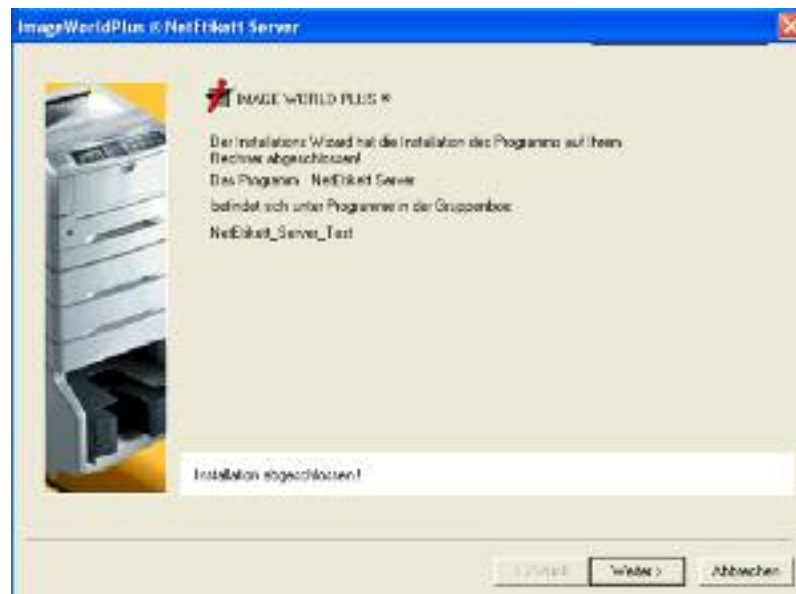 ImageWorldPlus ® NetEtikett Server
IMAGE WORLD PLUS ®
Der Installations Wizard hat die Installation des Programms auf Ihrem
Rechner abgeschlossen!
Das Programm : NetEtikett Server
befindet sich unter Programme in der Gruppenbox:
NetEtikett_Server_Test
Installation abgeschlossen!
< Zurück Weiter > Abbrechen